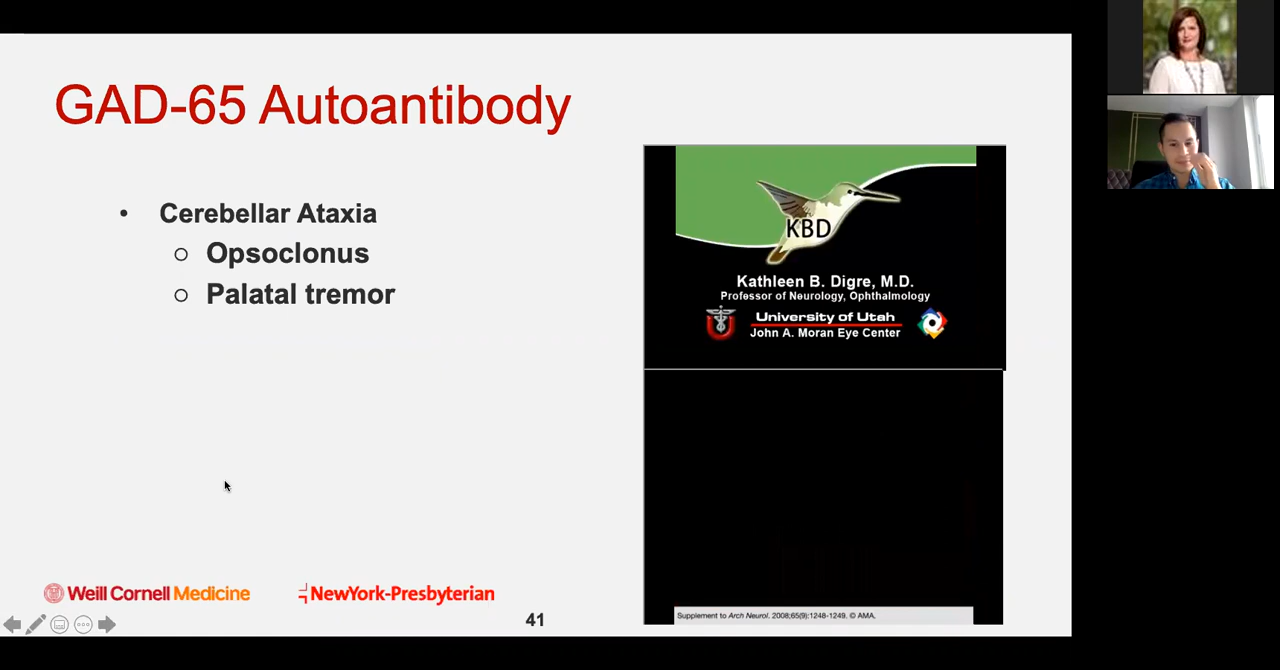 GAD-65 Autoantibody
• Cerebellar Ataxia
o Opsoclonus
o Palatal tremor
KBD
Kathleen B. Digre, M.D.
Professor of Neurology, Ophthalmology
University of Utah
John A. Moran Eye Center
Supplement to Arch Neurol. 2008;65(9):1248-1249. © AMA.
Weill Cornell Medicine
NewYork-Presbyterian
41